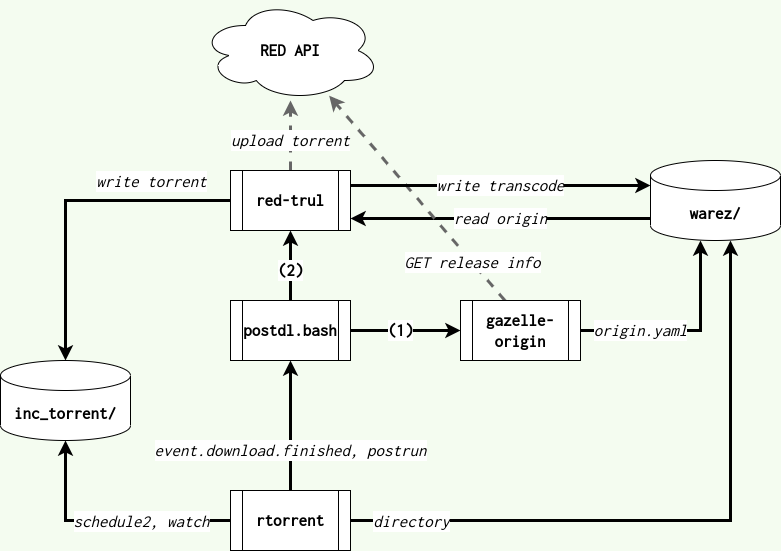 RED API
upload torrent
write torrent
red-trul
write transcode
read origin
warez/
GET release info
(2)
postdl.bash
(1)
gazelle-
origin
origin.yaml
inc_torrent/
event.download.finished, postrun
schedule2, watch
rtorrent
directory